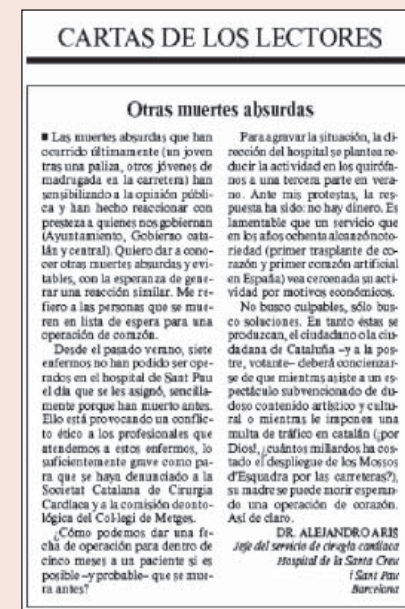 CARTAS DE LOS LECTORES
Otras muertes absurdas
■ Las muertes absurdas que han
ocurrido últimamente (un joven
tras una paliza, otros jóvenes de
madrugada en la carretera) han
sensibilizado a la opinión públi-
ca y han hecho reaccionar con
presteza a quienes nos gobiernan
(Ayuntamiento, Gobierno cata-
lán y central). Quiero dar a cono-
cer otras muertes absurdas y evi-
tables, con la esperanza de gene-
rar una reacción similar. Me re-
fiero a las personas que se mue-
ren en lista de espera para una
operación de corazón.
Desde el pasado verano, siete
enfermos no han podido ser ope-
rados en el hospital de Sant Pau
el día que se les asignó, sencilla-
mente porque han muerto antes.
Ello está provocando un conflic-
to ético a los profesionales que
atendemos a estos enfermos, lo
suficientemente grave como pa-
ra que se haya denunciado a la
Societat Catalana de Cirurgia
Cardíaca y a la comisión deonto-
lógica del Col·legi de Metges.
¿Cómo podemos dar una fe-
cha de operación para dentro de
cinco meses a un paciente si es
posible –y probable– que se mue-
ra antes?
Para agravar la situación, la di-
rección del hospital se plantea re-
ducir la actividad en los quirófa-
nos a una tercera parte en vera-
no. Ante mis protestas, la res-
puesta ha sido: no hay dinero. Es
lamentable que un servicio que
en los años ochenta alcanzó noto-
riedad (primer trasplante de co-
razón y primer corazón artificial
en España) vea cercenada su acti-
vidad por motivos económicos.
No busco culpables, sólo bus-
co soluciones. En tanto éstas se
produzcan, el ciudadano o la ciu-
dadana de Cataluña –y a la pos-
tre, votante– deberá concienzar-
se de que mientras asiste a un es-
pectáculo subvencionado de du-
doso contenido artístico y cultu-
ral o mientras le imponen una
multa de tráfico en catalán (¡por
Dios!, ¿cuántos millardos ha cos-
tado el despliegue de los Mossos
d'Esquadra por las carreteras?),
su madre se puede morir esperan-
do una operación de corazón.
Así de claro.
DR. ALEJANDRO ARIS
Jefe del servicio de cirugía cardíaca
Hospital de la Santa Creu
i Sant Pau
Barcelona